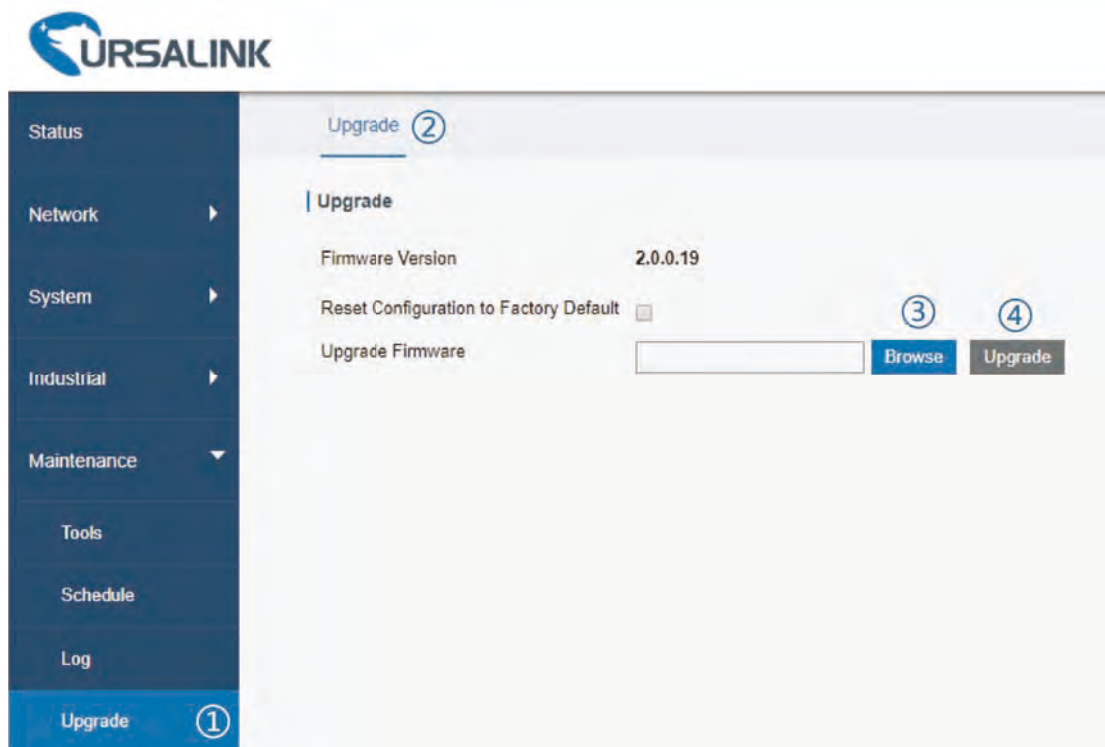 URSALINK
Status
Network
System
Industrial
Maintenance
Tools
Schedule
Log
Upgrade ①
Upgrade ②
Upgrade
Firmware Version 2.0.0.19
Reset Configuration to Factory Default
③ ④
Upgrade Firmware Browse Upgrade